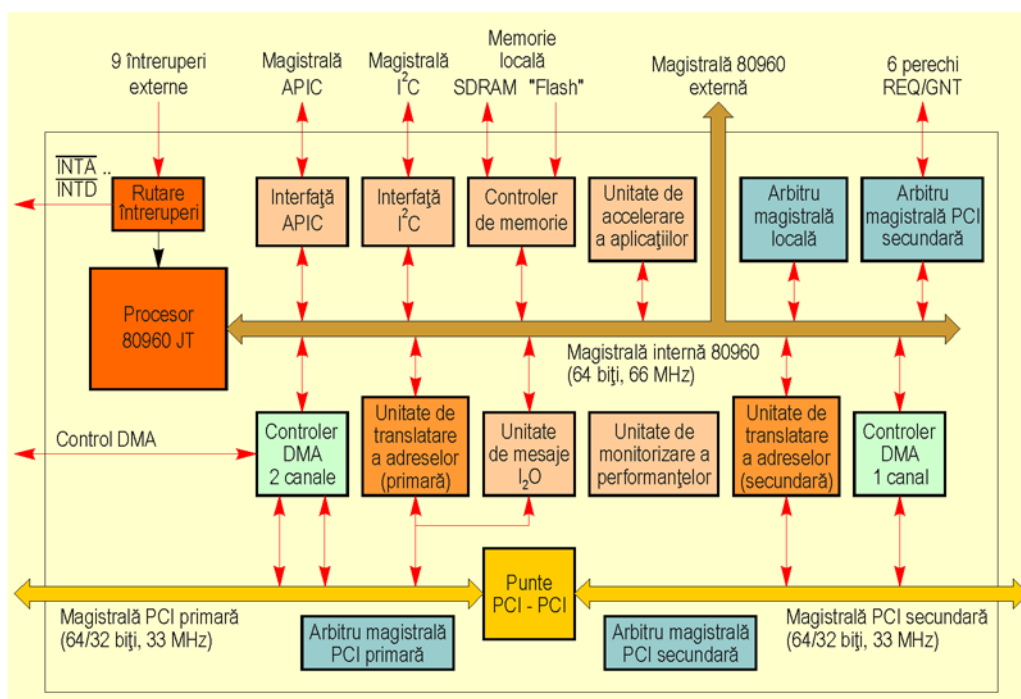 9 întreruperi
externe
Magistrală
APIC
Magistrală
I²C
Memorie
locală
SDRAM "Flash"
Magistrală 80960
externă
6 perechi
REQ/GNT
INTA ..
INTD
Rutare
întreruperi
Interfaţă
APIC
Interfaţă
I²C
Controler
de memorie
Unitate de
accelerare
a aplicaţiilor
Arbitru
magistrală
locală
Arbitru
magistrală PCI
secundară
Procesor
80960 JT
Magistrală internă 80960
(64 biţi, 66 MHz)
Control DMA
Controler
DMA
2 canale
Unitate de
translatare
a adreselor
(primară)
Unitate
de mesaje
I₂O
Unitate de
monitorizare a
performanţelor
Unitate de
translatare
a adreselor
(secundară)
Controler
DMA
1 canal
Punte
PCI - PCI
Magistrală PCI primară
(64/32 biţi, 33 MHz)
Arbitru magistrală
PCI primară
Arbitru magistrală
PCI secundară
Magistrală PCI secundară
(64/32 biţi, 33 MHz)